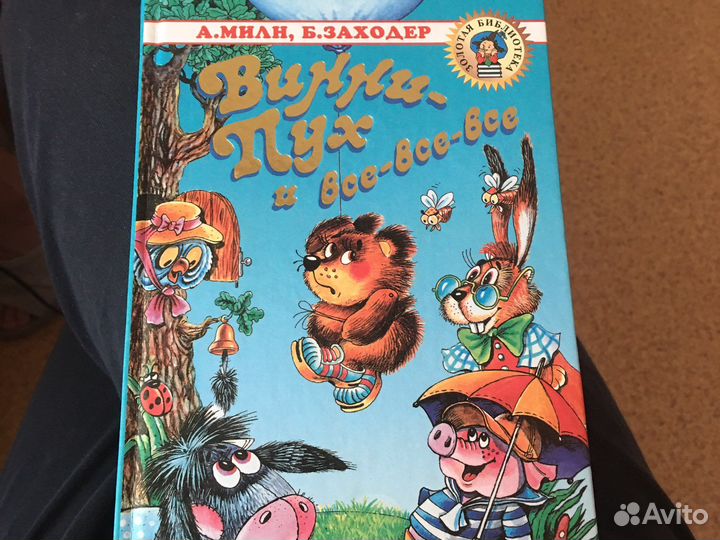 А.МИЛН, Б.ЗАХОДЕР
ЗОЛОТАЯ БИБЛИОТЕКА
Винни-
Пух
и все-все-все
Avito